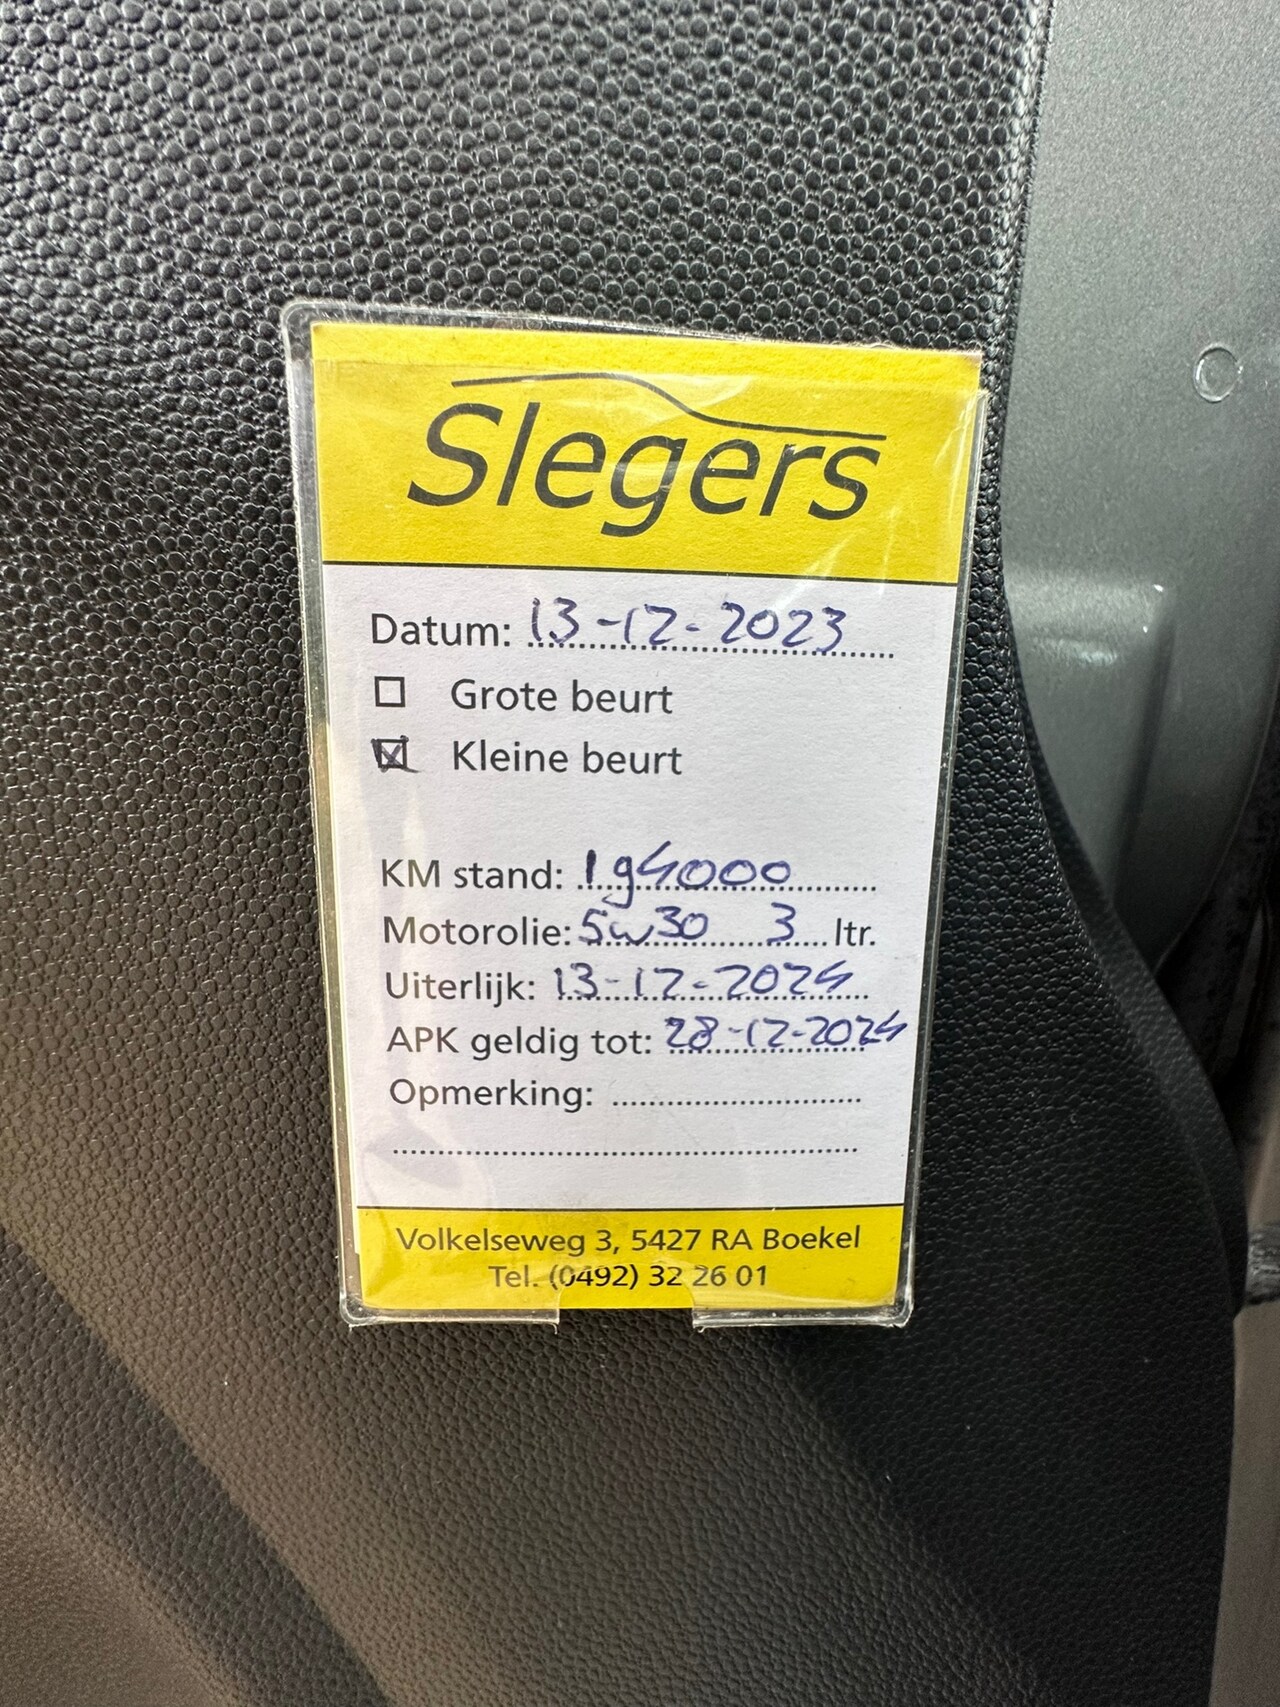 Slegers
Datum: 13-12-2023
Grote beurt
Kleine beurt
KM stand: 194000
Motorolie: 5w30 3 ltr.
Uiterlijk: 13-12-2024
APK geldig tot: 28-12-2024
Opmerking:
Volkelseweg 3, 5427 RA Boekel
Tel. (0492) 32 26 01